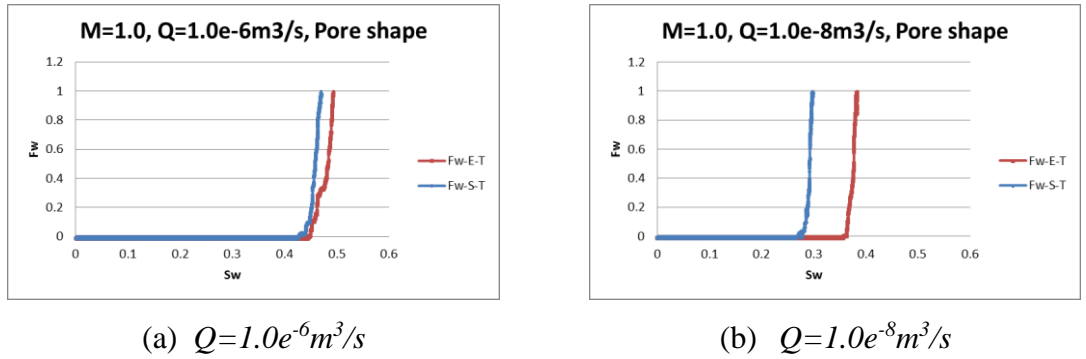 M=1.0, Q=1.0e-6m3/s, Pore shape
Fw
1.2
1
0.8
0.6
0.4
0.2
0
0 0.1 0.2 0.3 0.4 0.5 0.6
Sw
Fw-E-T
Fw-S-T
M=1.0, Q=1.0e-8m3/s, Pore shape
Fw
1.2
1
0.8
0.6
0.4
0.2
0
0 0.1 0.2 0.3 0.4 0.5 0.6
Sw
Fw-E-T
Fw-S-T
(a) Q=1.0e⁻⁶m³/s
(b) Q=1.0e⁻⁸m³/s